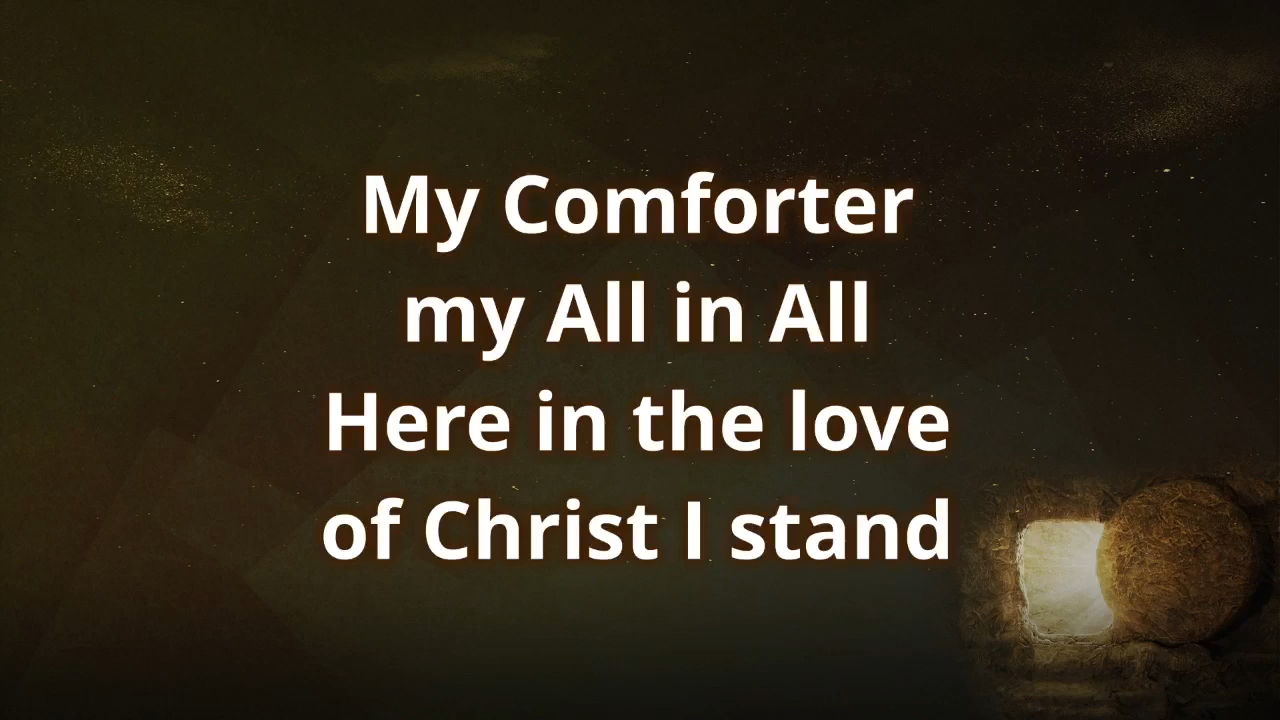 My Comforter
my All in All
Here in the love
of Christ I stand